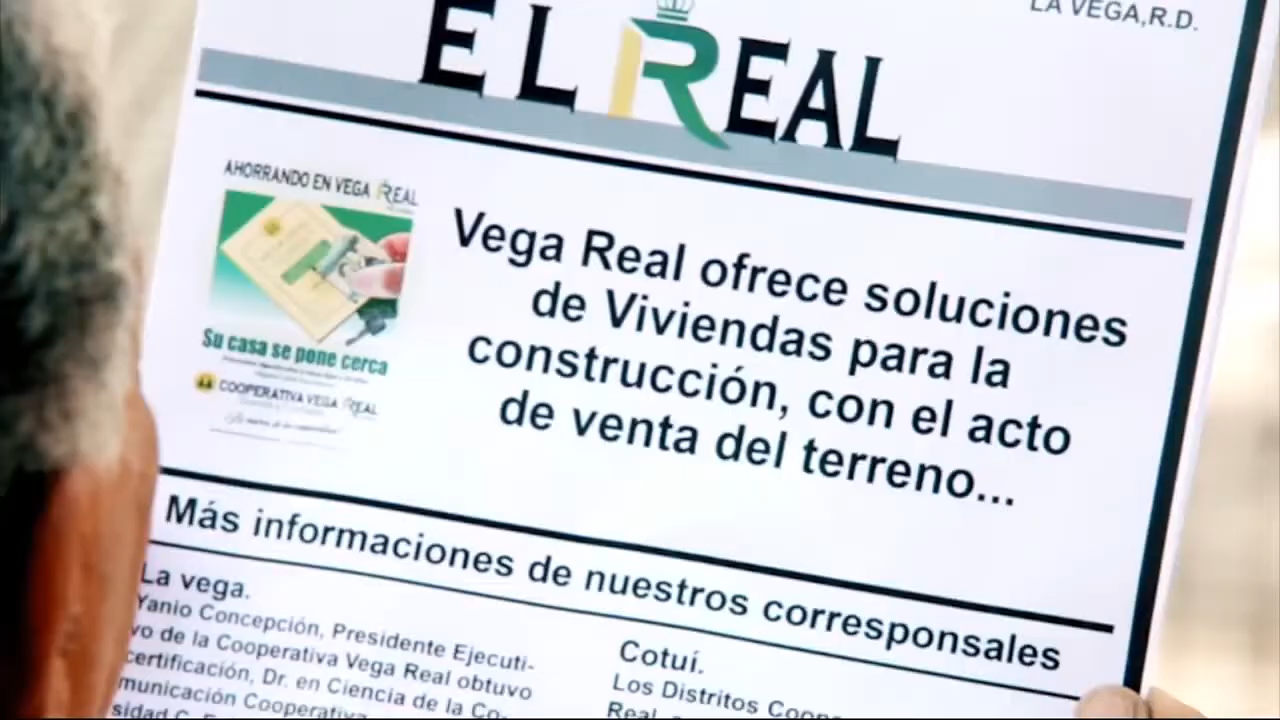 LA VEGA,R.D.
EL REAL
AHORRANDO EN VEGA REAL
Vega Real ofrece soluciones
de Viviendas para la
construcción, con el acto
de venta del terreno...
Su casa se pone cerca
COOPERATIVA VEGA REAL
Más informaciones de nuestros corresponsales
La vega.
Yanio Concepción, Presidente Ejecuti-
vo de la Cooperativa Vega Real obtuvo
certificación, Dr. en Ciencia de la Co-
municación Cooperativa
Cotuí.
Los Distritos
Real